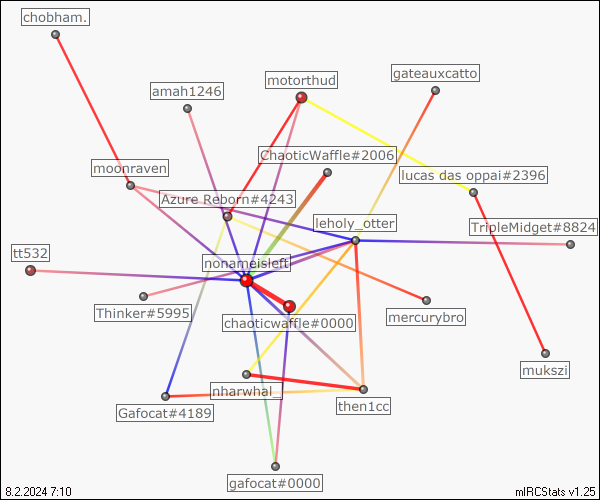 chobham.
motorthud
gateauxcatto
amah1246
ChaoticWaffle#2006
moonraven
lucas das oppai#2396
Azure Reborn#4243
leholy_otter
TripleMidget#8824
tt532
nonameisleft
Thinker#5995
chaoticwaffle#0000
mercurybro
mukszi
nharwhal_
then1cc
Gafocat#4189
gafocat#0000
8.2.2024 7:10
mIRCStats v1.25